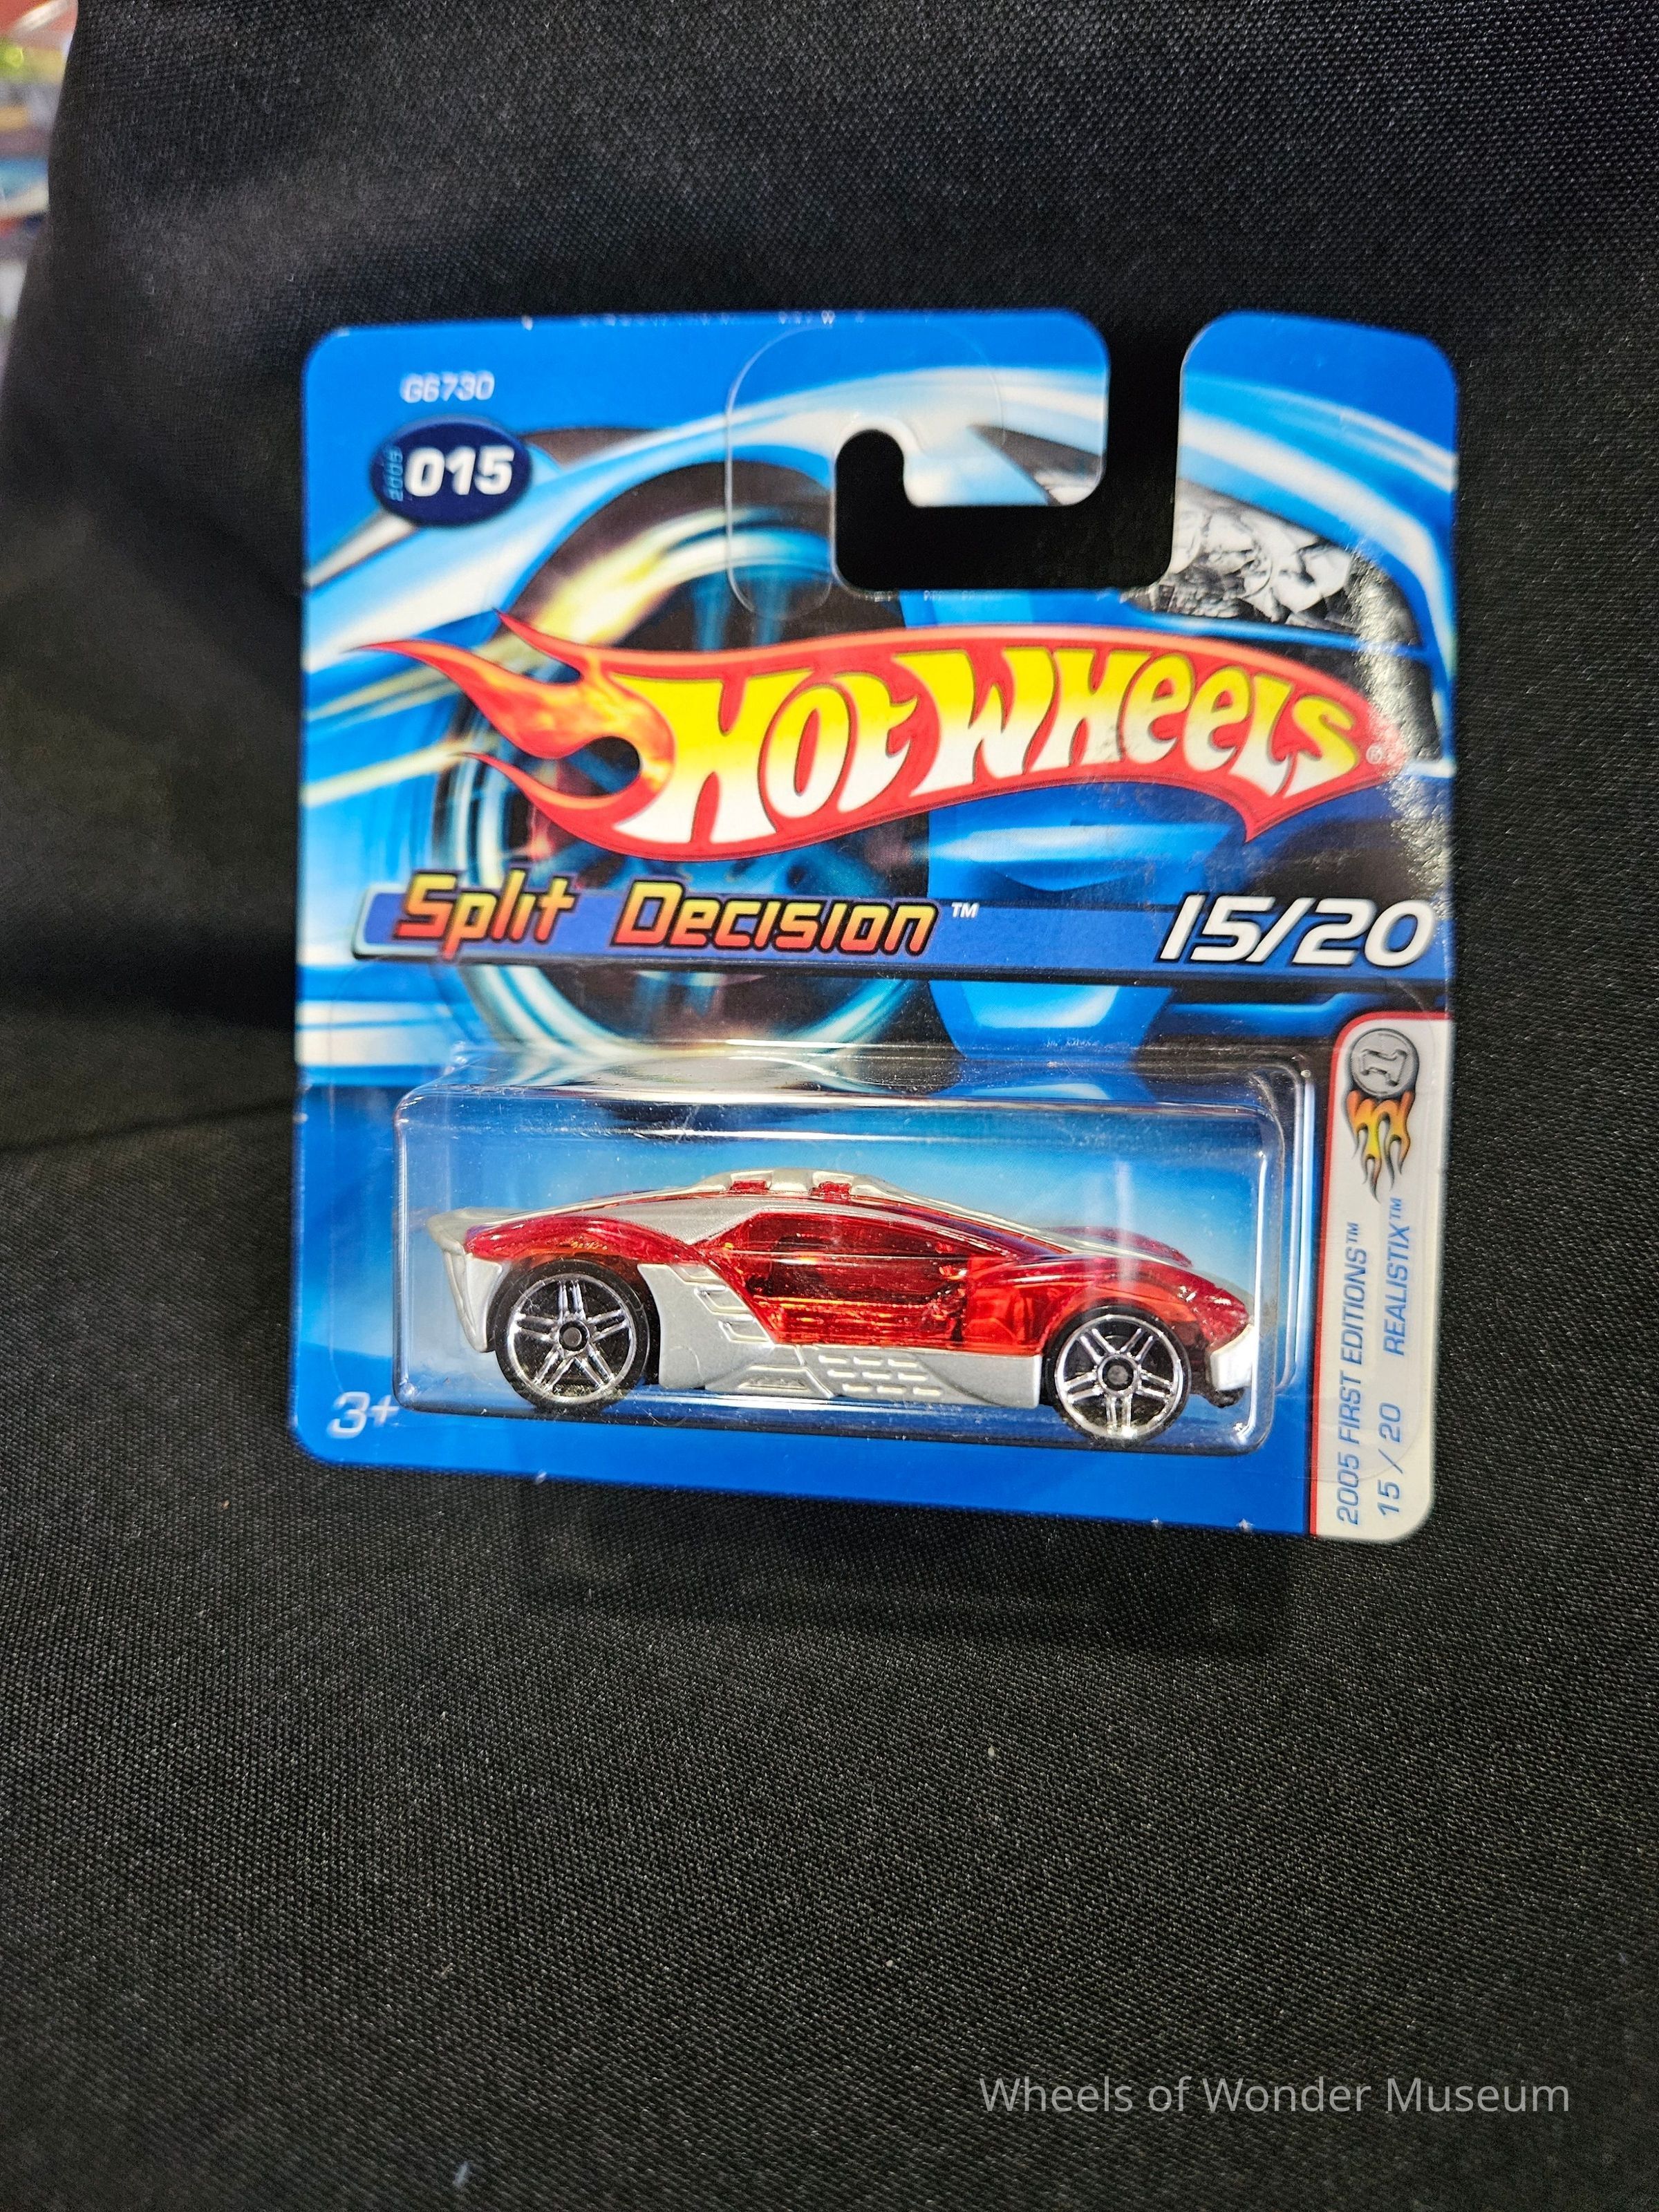 G6730
2005 015
HOT WHEELS®
Split Decision™
15/20
2005 FIRST EDITIONS™
15 / 20 REALISTIX™
1
3+
Wheels of Wonder Museum